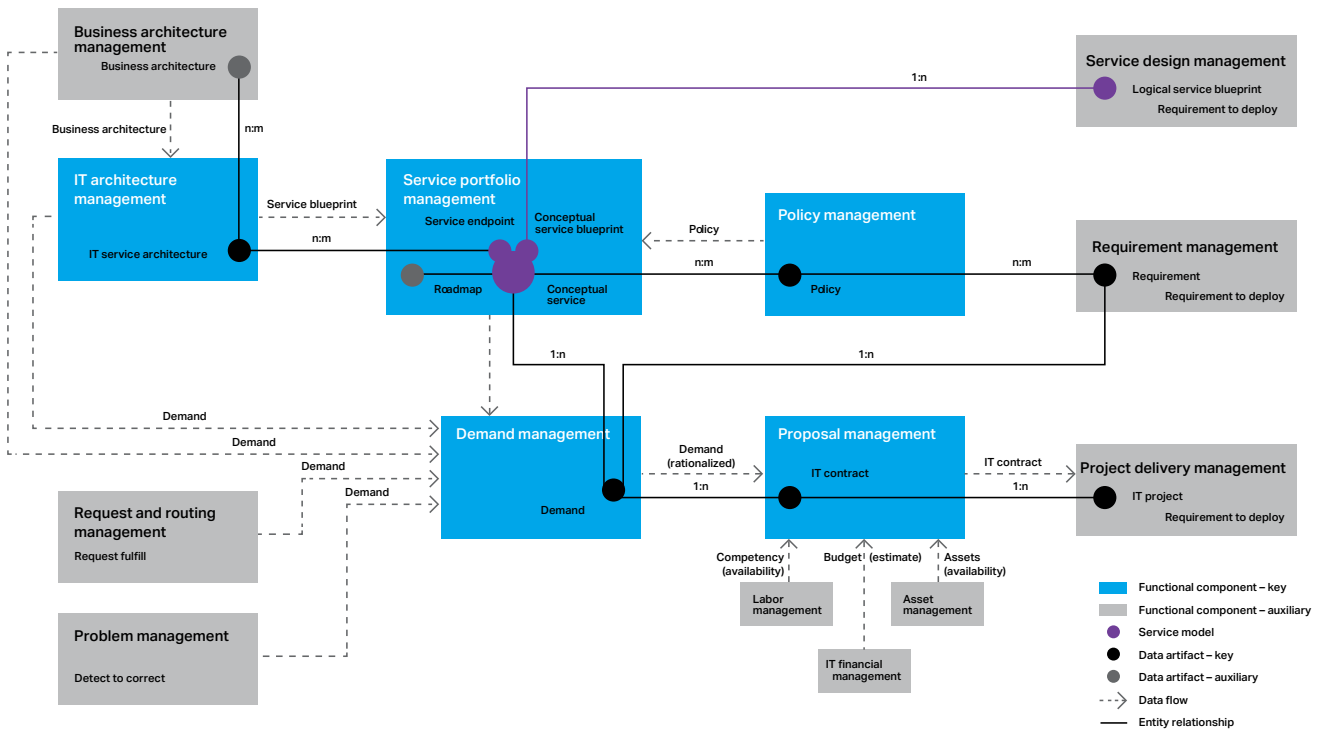 Business architecture
management
Business architecture
Business architecture
n:m
1:n
Service design management
Logical service blueprint
Requirement to deploy
IT architecture
management
IT service architecture
Service blueprint
n:m
Service portfolio
management
Service endpoint
Conceptual
service blueprint
Roadmap
Conceptual
service
Policy
n:m
Policy management
Policy
n:m
Requirement management
Requirement
Requirement to deploy
1:n
1:n
Demand
Demand
Demand
Demand
Demand management
Demand
Demand
(rationalized)
1:n
Proposal management
IT contract
IT contract
1:n
Project delivery management
IT project
Requirement to deploy
Request and routing
management
Request fulfill
Problem management
Detect to correct
Competency
(availability)
Budget (estimate)
Assets
(availability)
Labor
management
Asset
management
IT financial
management
Functional component – key
Functional component – auxiliary
Service model
Data artifact – key
Data artifact – auxiliary
Data flow
Entity relationship